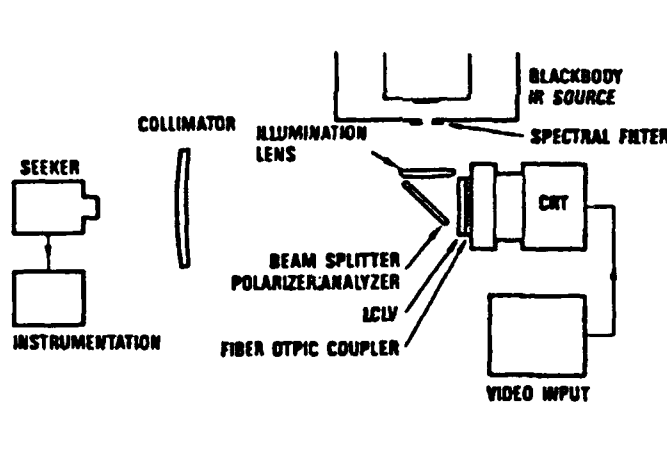 BLACKBODY
IR SOURCE
COLLIMATOR
ILLUMINATION
LENS
SPECTRAL FILTER
SEEKER
CRT
BEAM SPLITTER
POLARIZER/ANALYZER
LCLV
INSTRUMENTATION
FIBER OTPIC COUPLER
VIDEO INPUT